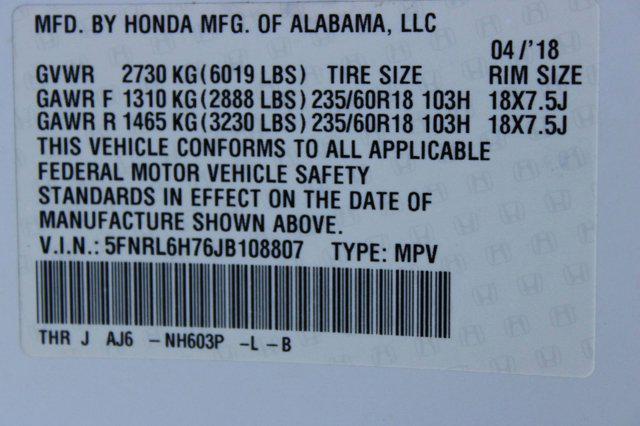 MFD. BY HONDA MFG. OF ALABAMA, LLC
04/'18
GVWR 2730 KG(6019 LBS) TIRE SIZE RIM SIZE
GAWR F 1310 KG(2888 LBS) 235/60R18 103H 18X7.5J
GAWR R 1465 KG(3230 LBS) 235/60R18 103H 18X7.5J
THIS VEHICLE CONFORMS TO ALL APPLICABLE
FEDERAL MOTOR VEHICLE SAFETY
STANDARDS IN EFFECT ON THE DATE OF
MANUFACTURE SHOWN ABOVE.
V.I.N.: 5FNRL6H76JB108807 TYPE: MPV
THR J AJ6 -NH603P -L-B